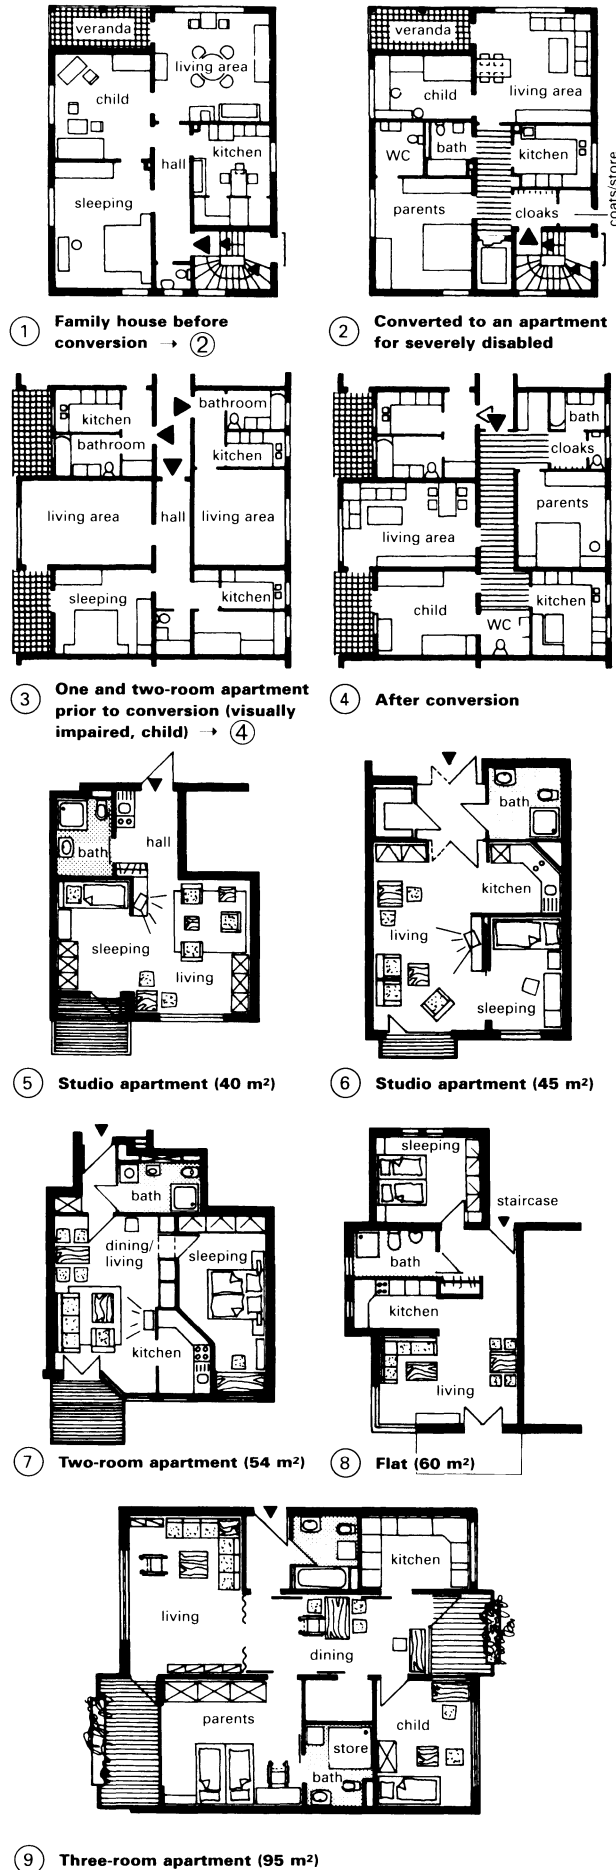 veranda
living area
child
hall
kitchen
sleeping
1 Family house before
conversion → 2
veranda
child
living area
WC
bath
kitchen
parents
cloaks
coats/store
2 Converted to an apartment
for severely disabled
kitchen
bathroom
bathroom
kitchen
living area
hall
living area
sleeping
kitchen
3 One and two-room apartment
prior to conversion (visually
impaired, child) → 4
bath
cloaks
parents
living area
child
WC
kitchen
4 After conversion
hall
bath
sleeping
living
5 Studio apartment (40 m²)
bath
kitchen
living
sleeping
6 Studio apartment (45 m²)
bath
dining/
living
sleeping
kitchen
7 Two-room apartment (54 m²)
sleeping
staircase
bath
kitchen
living
8 Flat (60 m²)
kitchen
living
dining
parents
store
child
bath
9 Three-room apartment (95 m²)